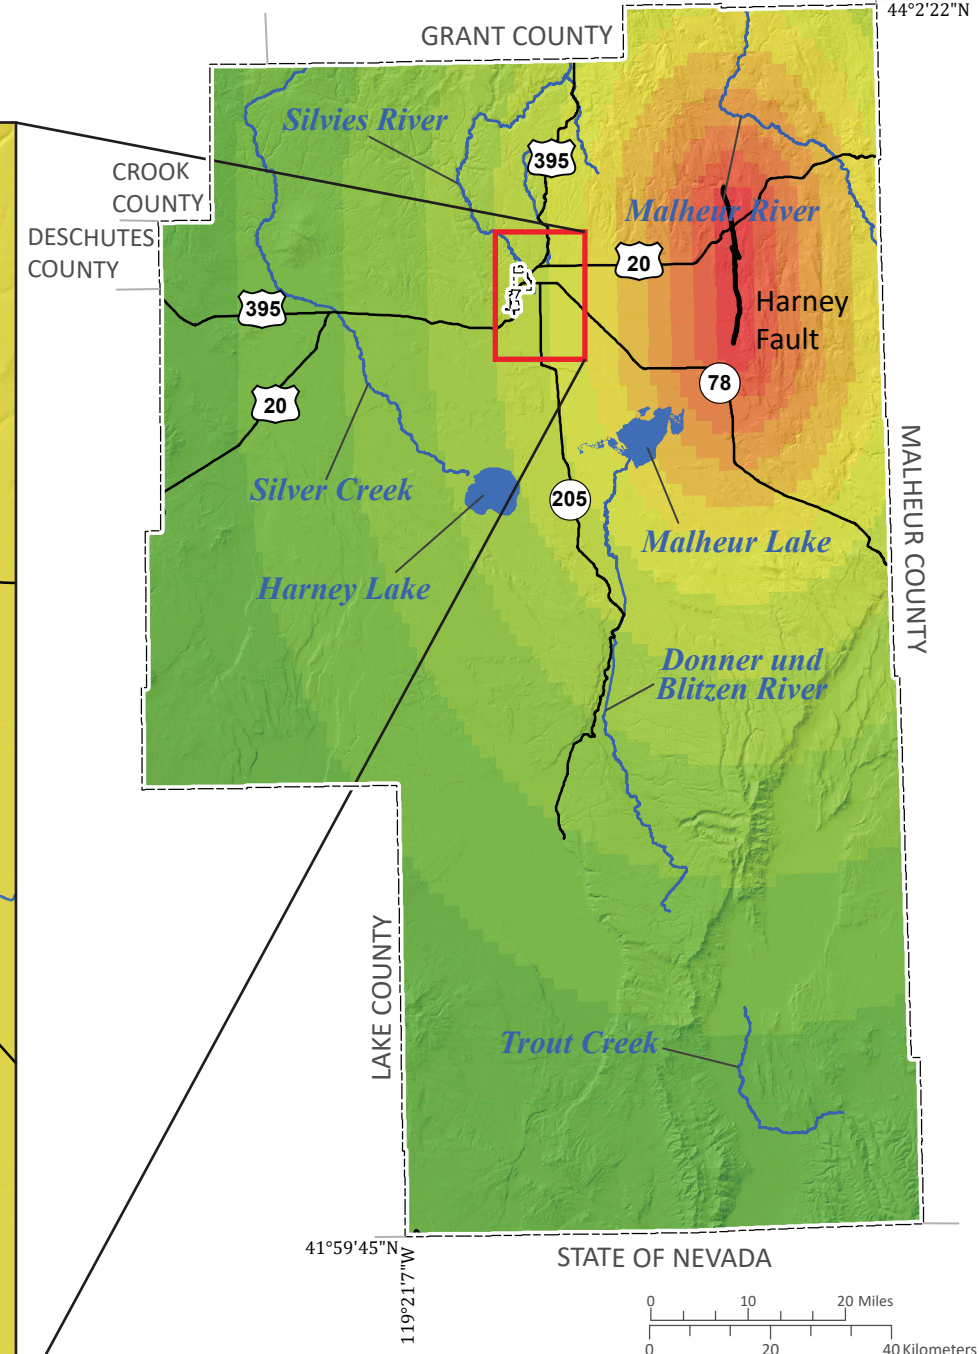 44°2'22"N
GRANT COUNTY
Silvies River
395
CROOK
COUNTY
Malheur River
DESCHUTES
COUNTY
20
395
Harney
Fault
78
20
MALHEUR COUNTY
Silver Creek
205
Malheur Lake
Harney Lake
Donner und
Blitzen River
LAKE COUNTY
Trout Creek
41°59'45"N
119°21'7"W
STATE OF NEVADA
0 10 20 Miles
0 20 40 Kilometers